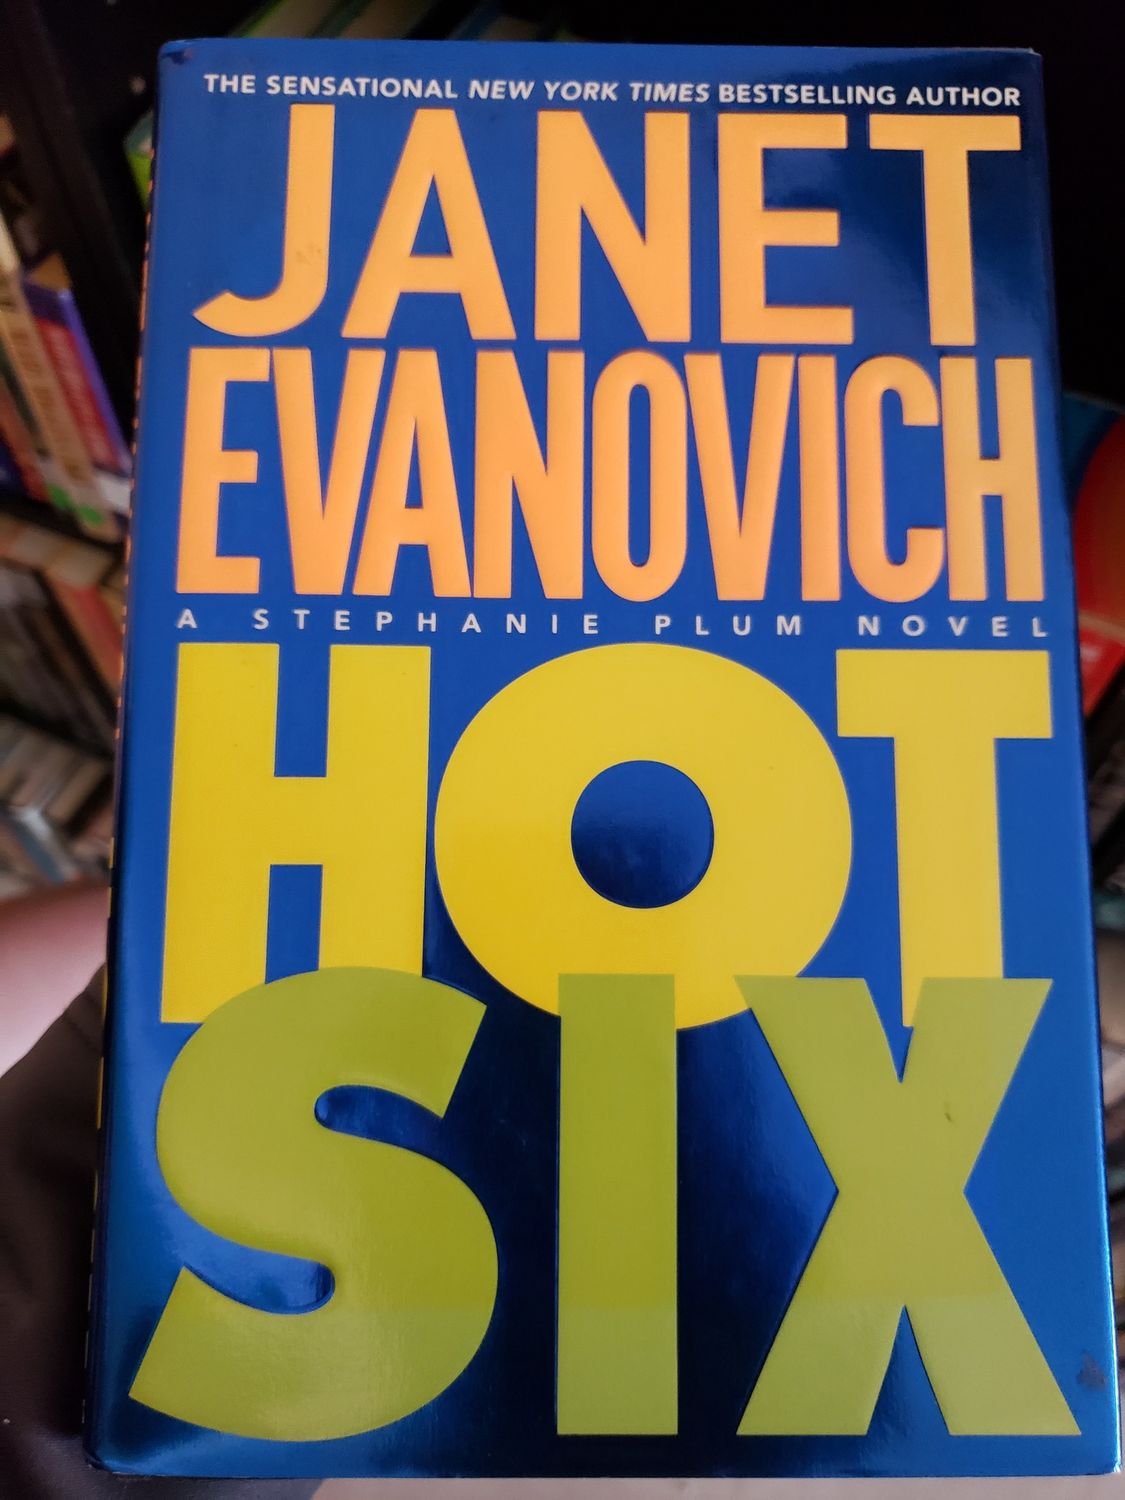 THE SENSATIONAL NEW YORK TIMES BESTSELLING AUTHOR
JANET
EVANOVICH
A STEPHANIE PLUM NOVEL
HOT
SIX